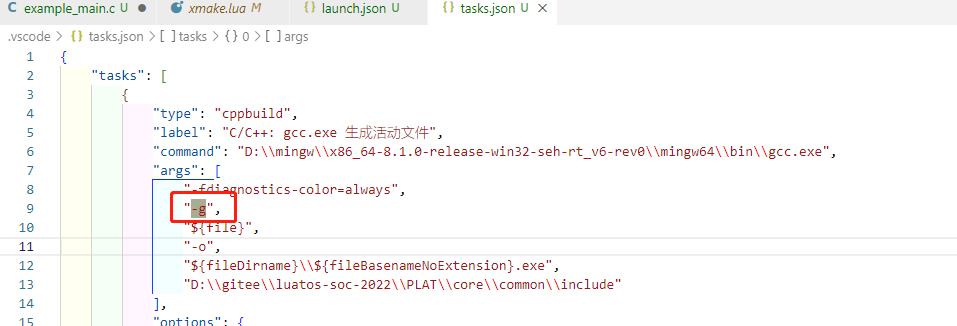 C example_main.c U ● xmake.lua M {} launch.json U {} tasks.json U ×
.vscode > {} tasks.json > [ ] tasks > {} 0 > [ ] args
1 {
2 "tasks": [
3 {
4 "type": "cppbuild",
5 "label": "C/C++: gcc.exe 生成活动文件",
6 "command": "D:\\mingw\\x86_64-8.1.0-release-win32-seh-rt_v6-rev0\\mingw64\\bin\\gcc.exe",
7 "args": [
8 "-fdiagnostics-color=always",
9 "-g",
10 "${file}",
11 "-o",
12 "${fileDirname}\\${fileBasenameNoExtension}.exe",
13 "D:\\gitee\\luatos-soc-2022\\PLAT\\core\\common\\include"
14 ],
15 "options": {